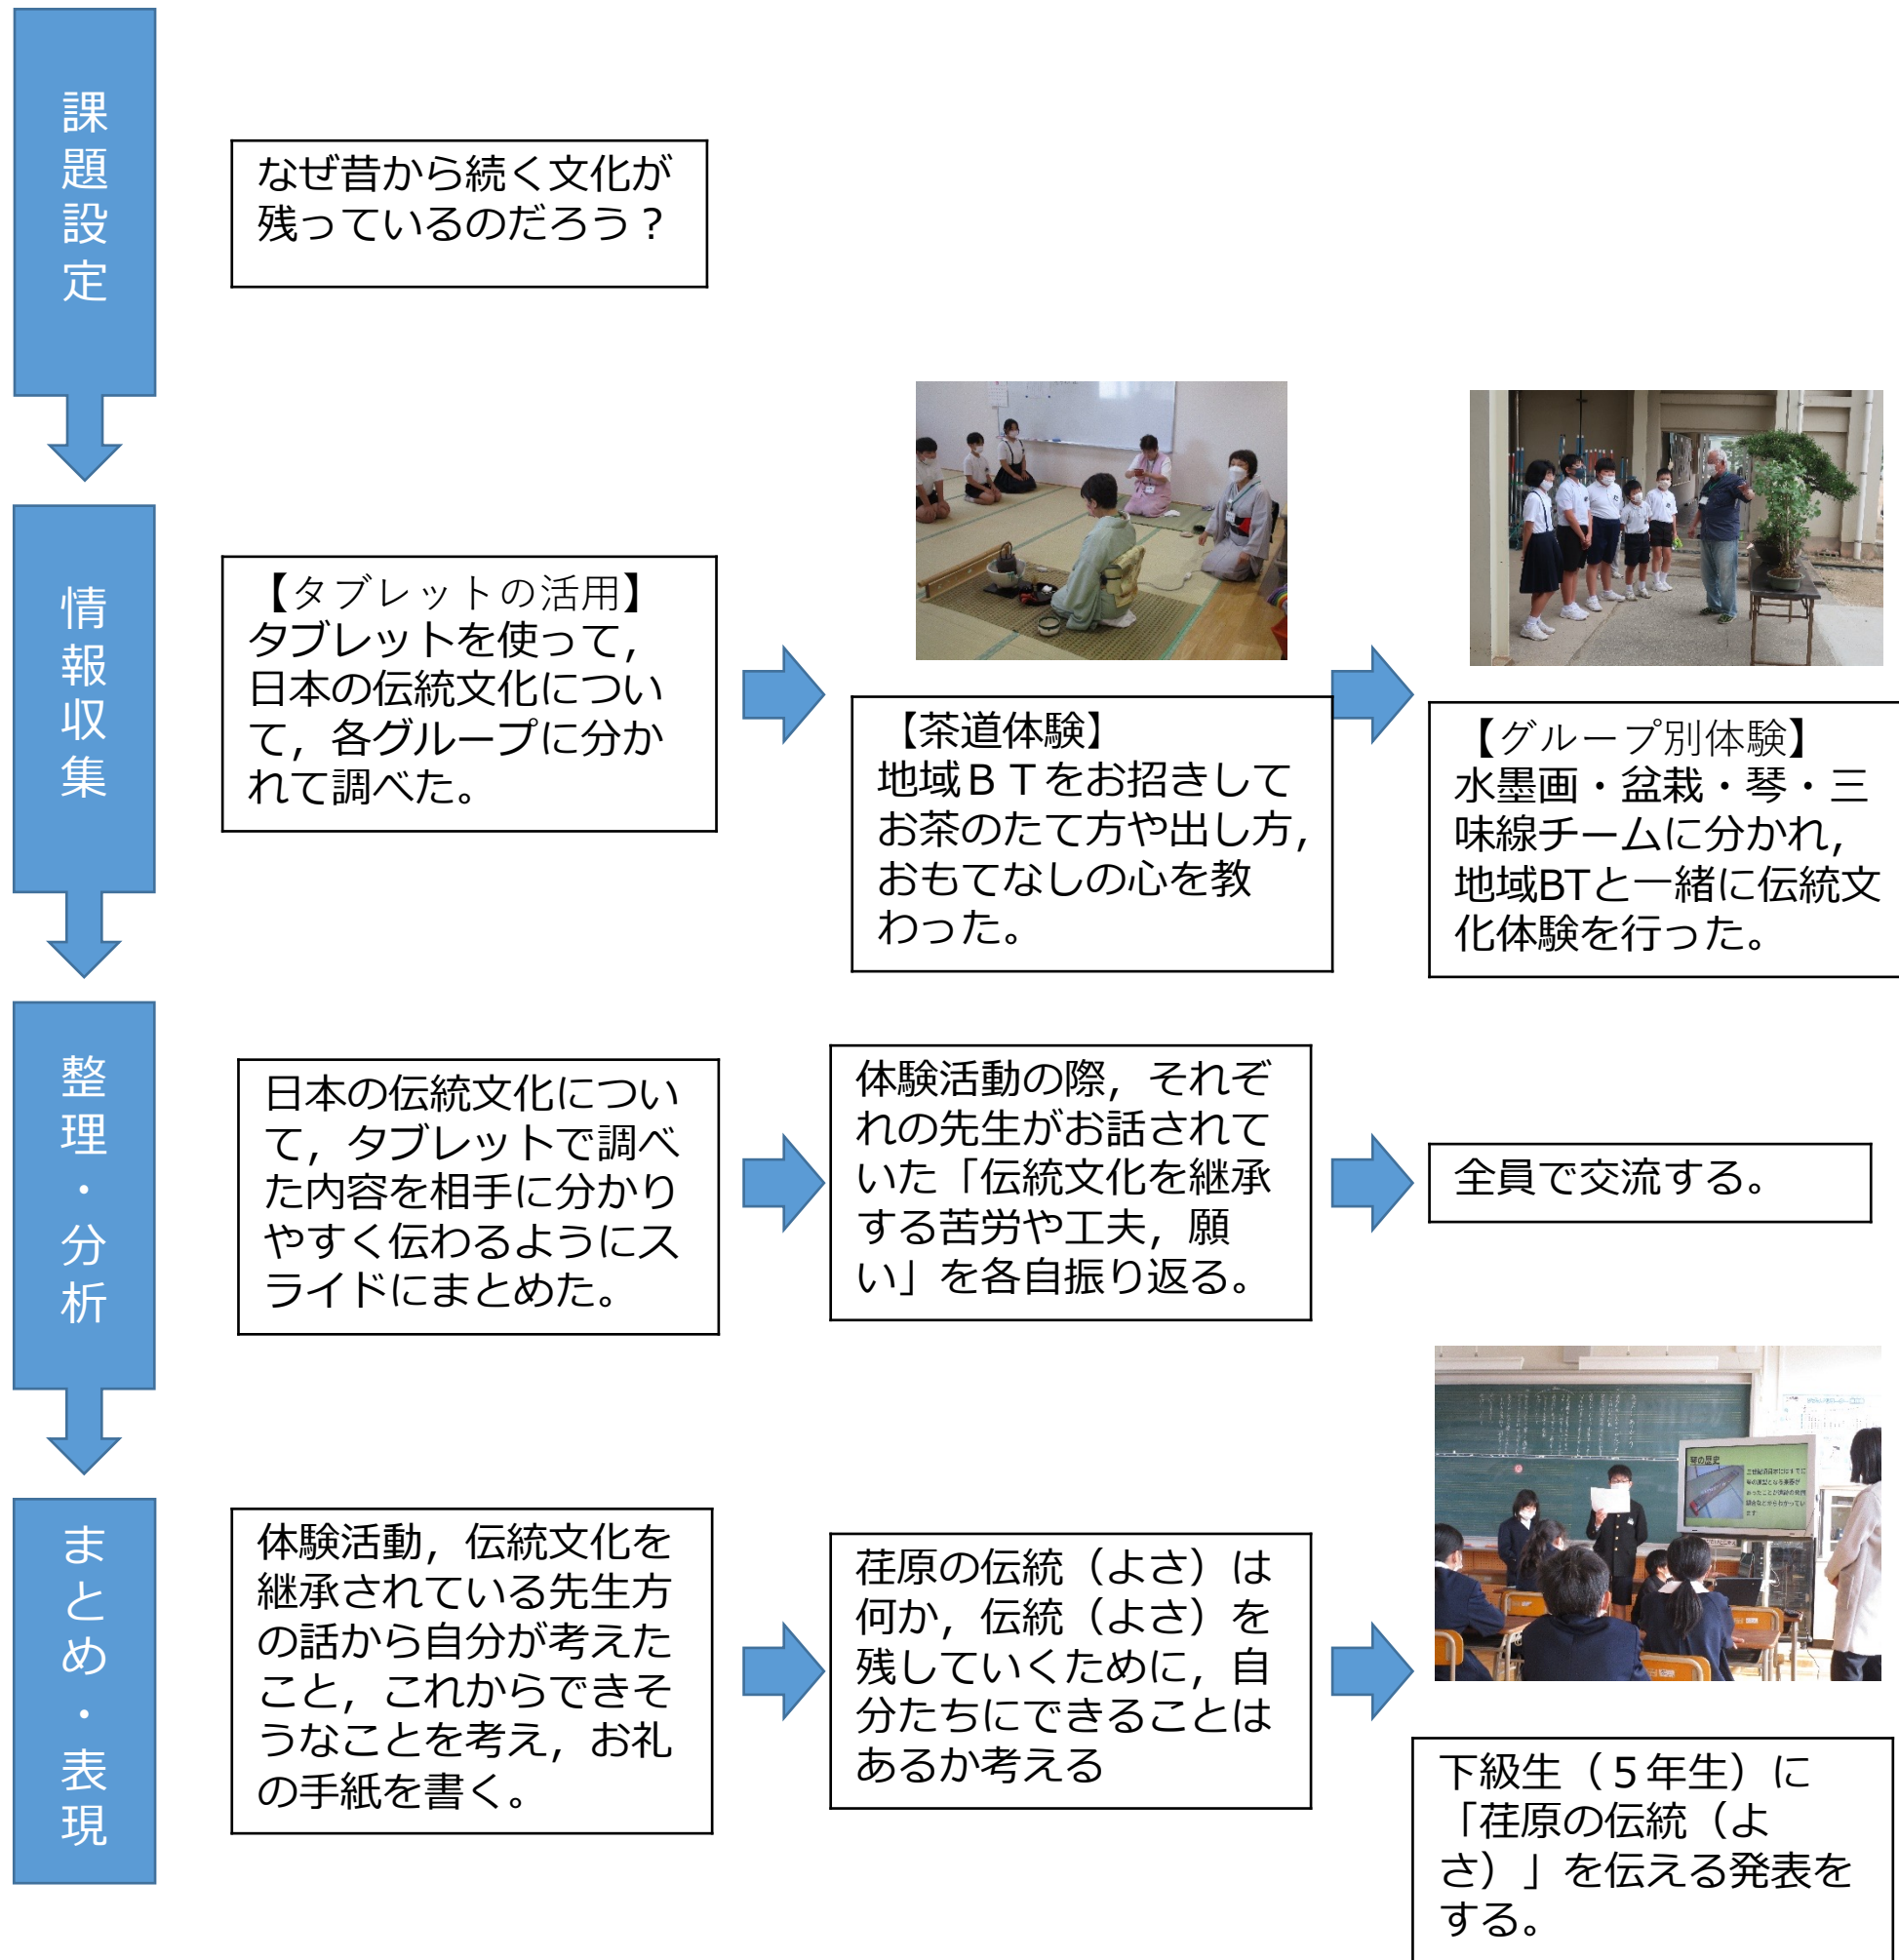 課題設定
なぜ昔から続く文化が
残っているのだろう？
情報収集
【タブレットの活用】
タブレットを使って，
日本の伝統文化につい
て，各グループに分か
れて調べた。
【茶道体験】
地域ＢＴをお招きして
お茶のたて方や出し方，
おもてなしの心を教
わった。
【グループ別体験】
水墨画・盆栽・琴・三
味線チームに分かれ，
地域BTと一緒に伝統文
化体験を行った。
整理・分析
日本の伝統文化につい
て，タブレットで調べ
た内容を相手に分かり
やすく伝わるようにス
ライドにまとめた。
体験活動の際，それぞ
れの先生がお話されて
いた「伝統文化を継承
する苦労や工夫，願
い」を各自振り返る。
全員で交流する。
まとめ・表現
体験活動，伝統文化を
継承されている先生方
の話から自分が考えた
こと，これからできそ
うなことを考え，お礼
の手紙を書く。
荏原の伝統（よさ）は
何か，伝統（よさ）を
残していくために，自
分たちにできることは
あるか考える
琴の歴史
下級生（５年生）に
「荏原の伝統（よ
さ）」を伝える発表を
する。